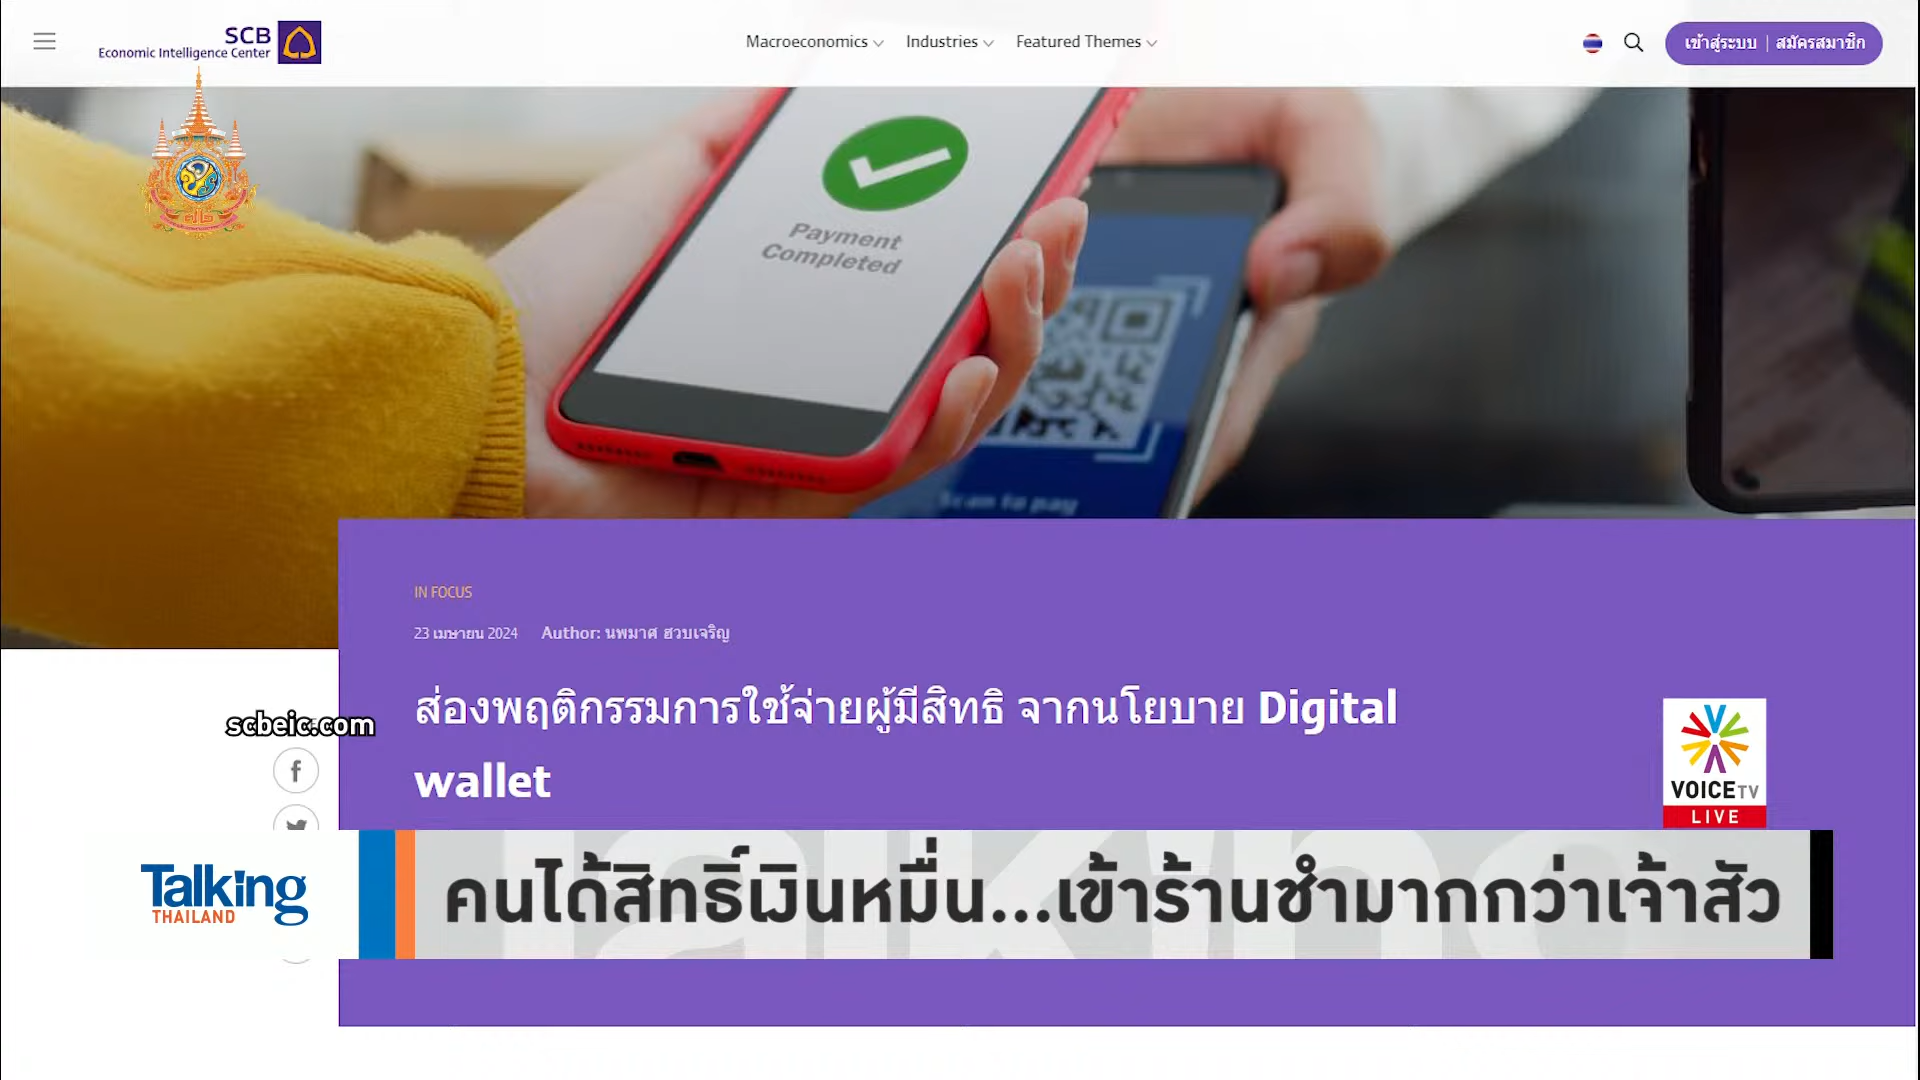 SCB
Economic Intelligence Center
Macroeconomics
Industries
Featured Themes
เข้าสู่ระบบ | สมัครสมาชิก
Payment
Completed
Scan to pay
IN FOCUS
23 เมษายน 2024 Author: นพมาศ ฮวบเจริญ
ส่องพฤติกรรมการใช้จ่ายผู้มีสิทธิ จากนโยบาย Digital
wallet
scbeic.com
VOICE TV
LIVE
Talking
THAILAND
คนได้สิทธิ์เงินหมื่น...เข้าร้านชำมากกว่าเจ้าสัว